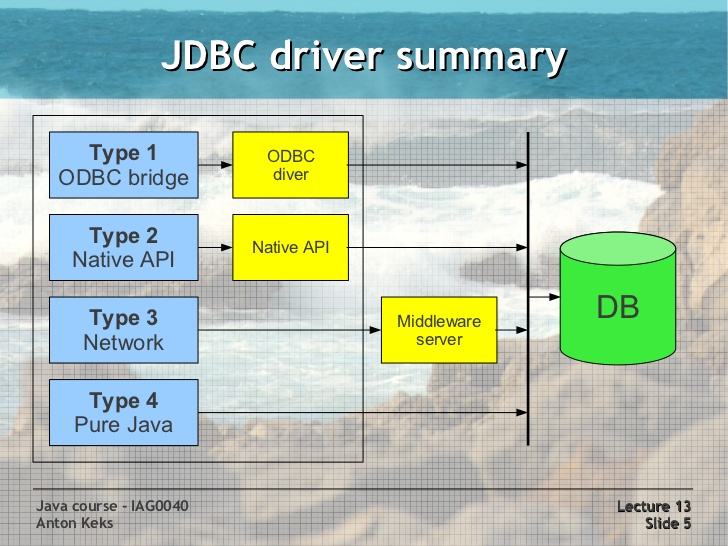 JDBC driver summary
Type 1
ODBC bridge
ODBC
diver
Type 2
Native API
Native API
Type 3
Network
Middleware
server
Type 4
Pure Java
DB
Java course - IAG0040
Anton Keks
Lecture 13
Slide 5